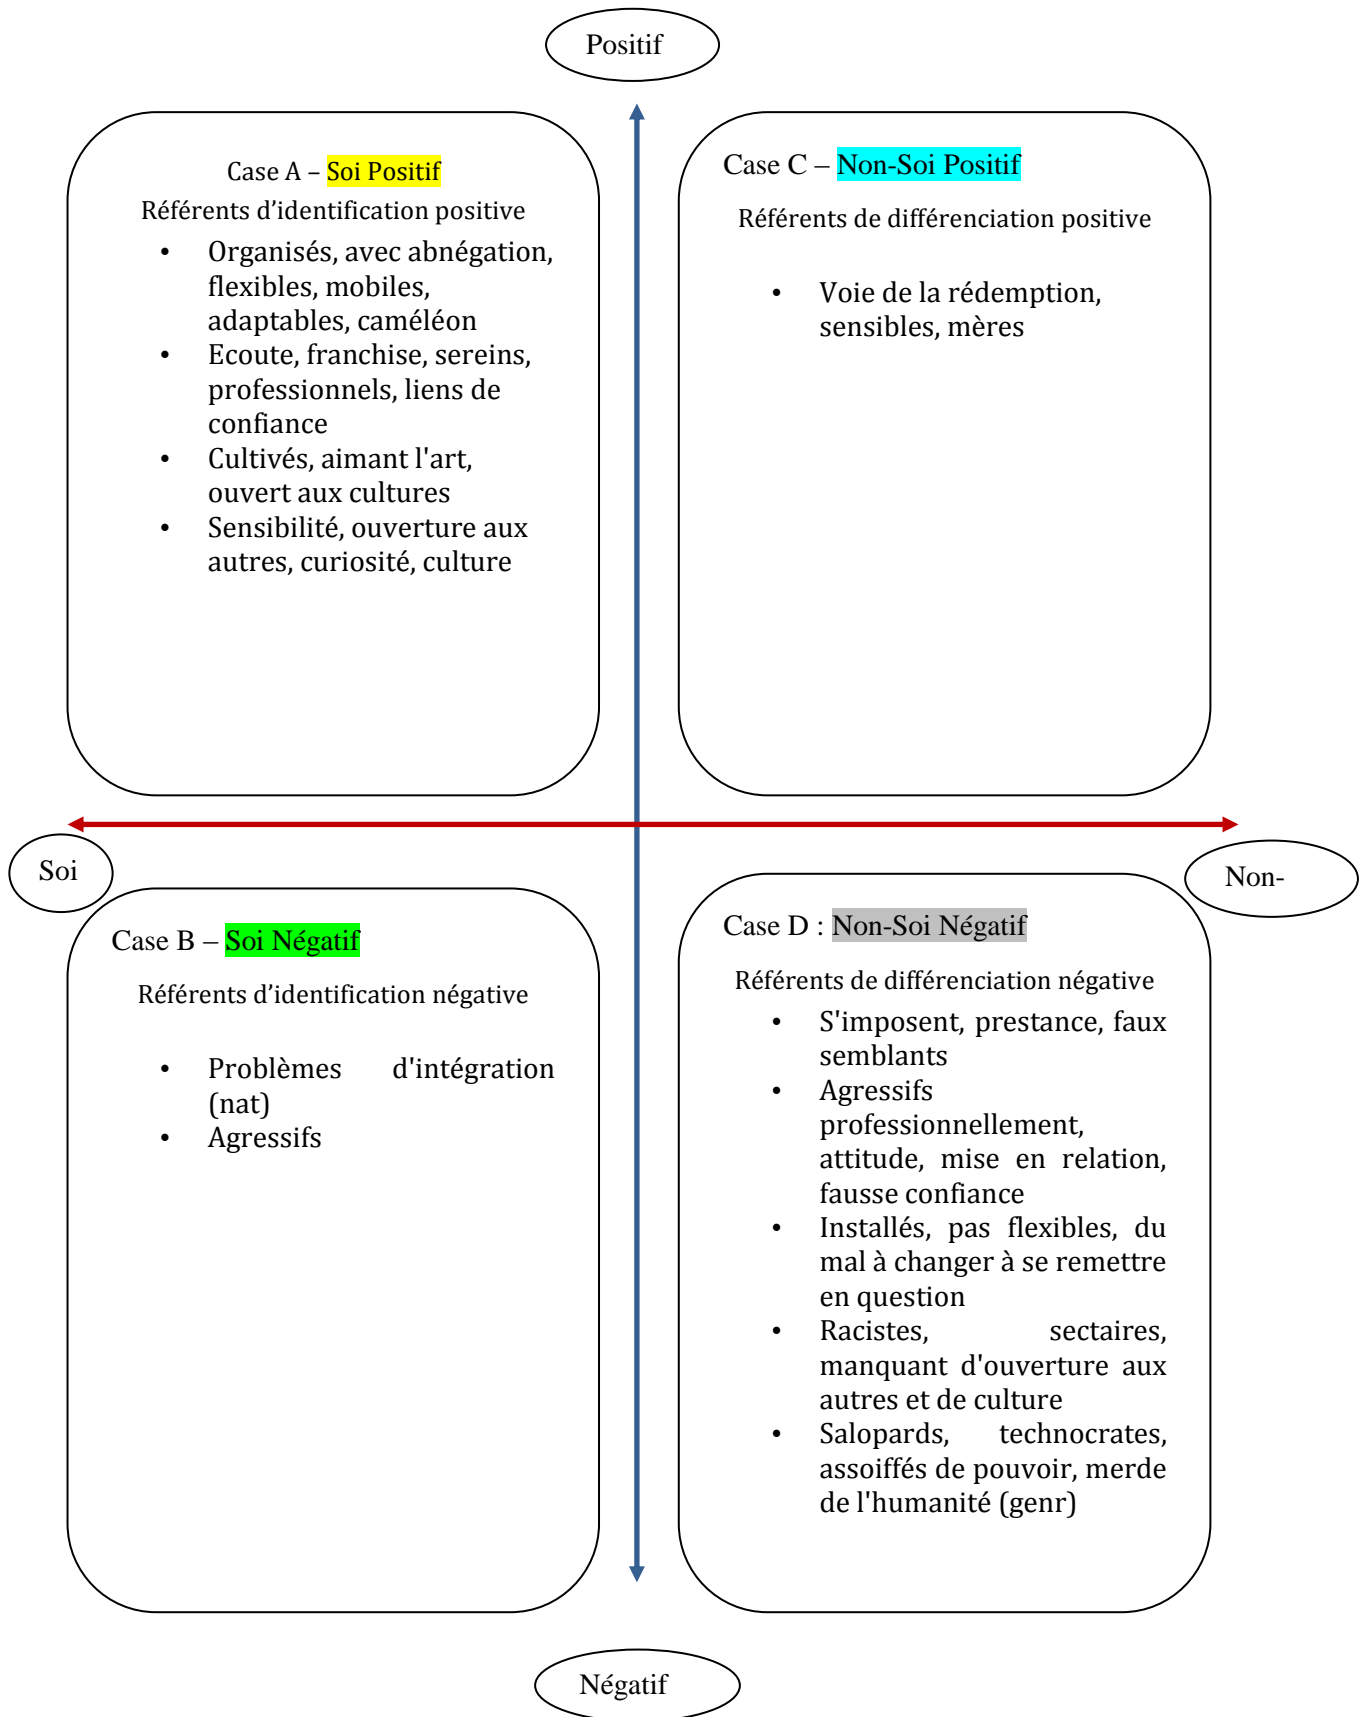 Positif
Case A – Soi Positif
Référents d’identification positive
• Organisés, avec abnégation,
flexibles, mobiles,
adaptables, caméléon
• Ecoute, franchise, sereins,
professionnels, liens de
confiance
• Cultivés, aimant l'art,
ouvert aux cultures
• Sensibilité, ouverture aux
autres, curiosité, culture
Case C – Non-Soi Positif
Référents de différenciation positive
• Voie de la rédemption,
sensibles, mères
Soi
Non-
Case B – Soi Négatif
Référents d’identification négative
• Problèmes d'intégration
(nat)
• Agressifs
Case D : Non-Soi Négatif
Référents de différenciation négative
• S'imposent, prestance, faux
semblants
• Agressifs
professionnellement,
attitude, mise en relation,
fausse confiance
• Installés, pas flexibles, du
mal à changer à se remettre
en question
• Racistes, sectaires,
manquant d'ouverture aux
autres et de culture
• Salopards, technocrates,
assoiffés de pouvoir, merde
de l'humanité (genr)
Négatif